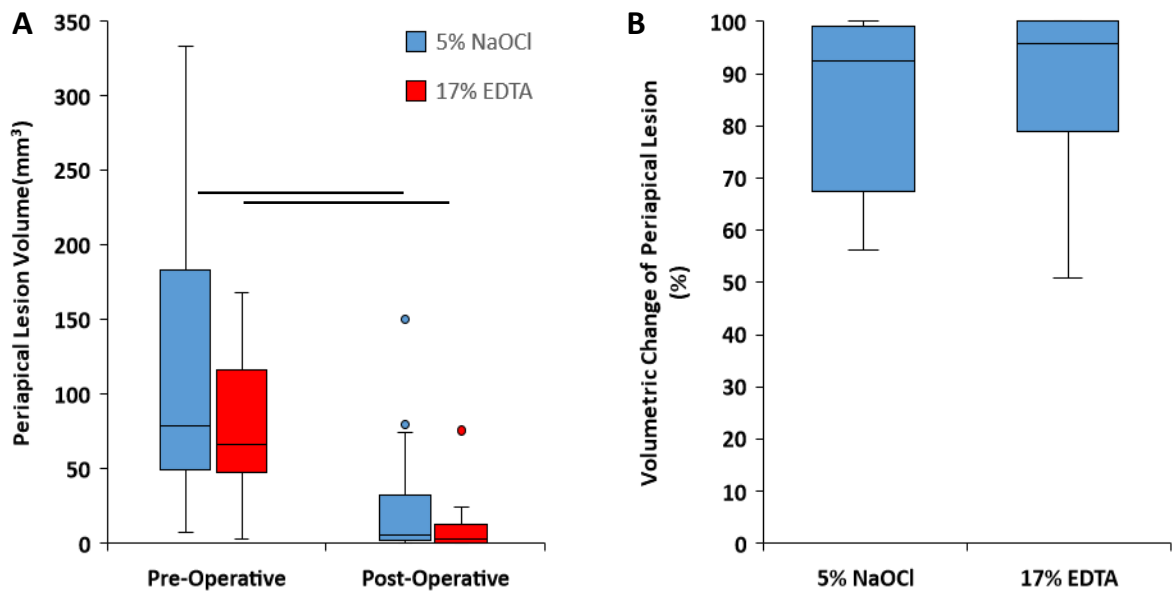 A
Periapical Lesion Volume(mm³)
350
300
250
200
150
100
50
0
5% NaOCl
17% EDTA
Pre-Operative
Post-Operative
B
Volumetric Change of Periapical Lesion
(%)
100
90
80
70
60
50
40
30
20
10
0
5% NaOCl
17% EDTA